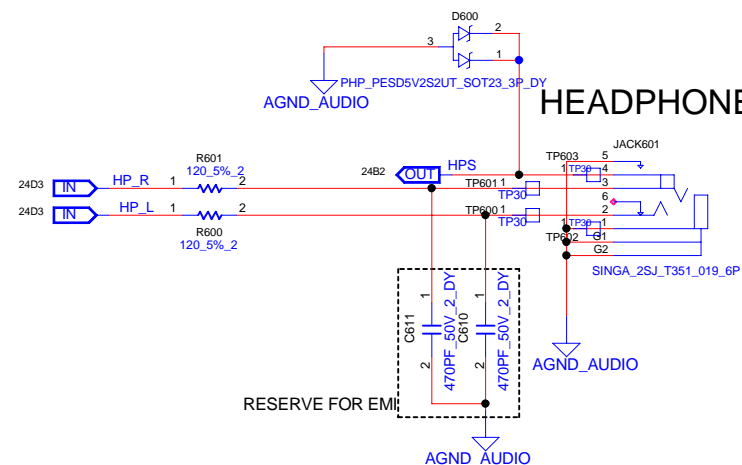 D600
3
2
1
PHP_PESD5V2S2UT_SOT23_3P_DY
AGND_AUDIO
HEADPHONE
JACK601
R601
120_5%_2
24D3 IN HP_R 1 2
24B2 OUT HPS
TP603 1 TP30
TP601 1 TP30
5
4
3
6
2
1
G1
G2
24D3 IN HP_L 1 2
TP600 1 TP30
R600
120_5%_2
TP602 1 TP30
SINGA_2SJ_T351_019_6P
AGND_AUDIO
C611 1 2 470PF_50V_2_DY
C610 1 2 470PF_50V_2_DY
RESERVE FOR EMI
AGND_AUDIO